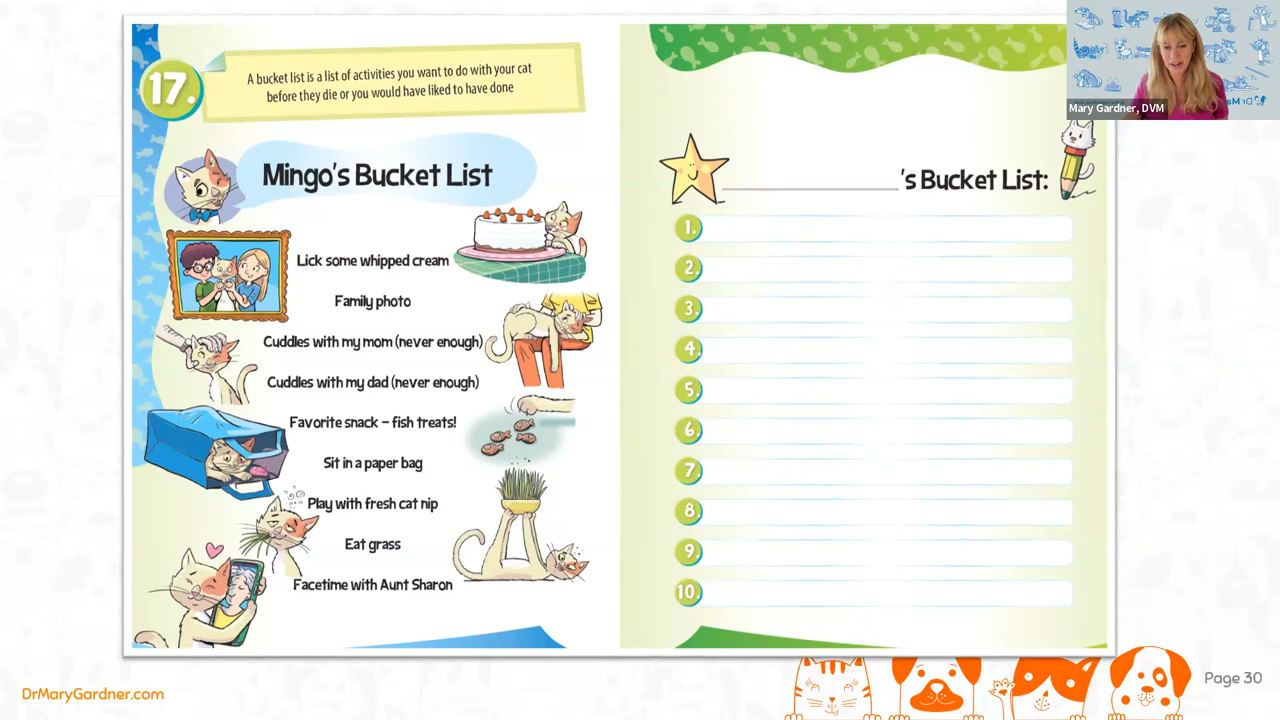 17.
A bucket list is a list of activities you want to do with your cat
before they die or you would have liked to have done
Mingo's Bucket List
Lick some whipped cream
Family photo
Cuddles with my mom (never enough)
Cuddles with my dad (never enough)
Favorite snack – fish treats!
Sit in a paper bag
Play with fresh cat nip
Eat grass
Facetime with Aunt Sharon
____________________'s Bucket List:
1.
2.
3.
4.
5.
6.
7.
8.
9.
10.
Mary Gardner, DVM
DrMaryGardner.com
Page 30